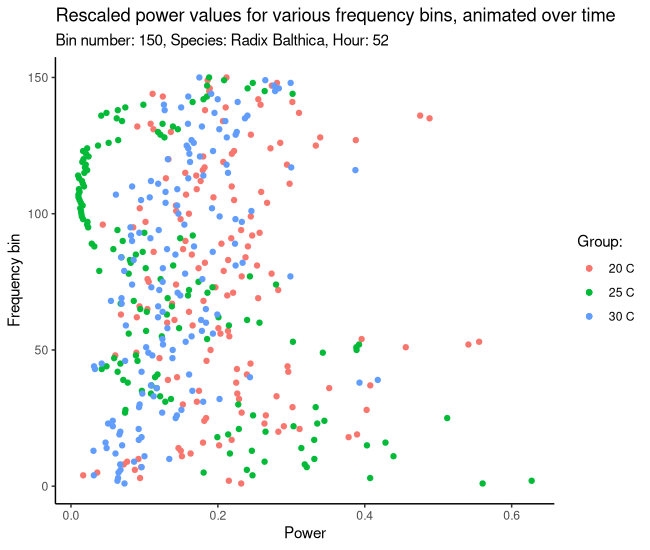 Rescaled power values for various frequency bins, animated over time
Bin number: 150, Species: Radix Balthica, Hour: 52
150
100
50
0
Frequency bin
0.0 0.2 0.4 0.6
Power
Group:
20 C
25 C
30 C